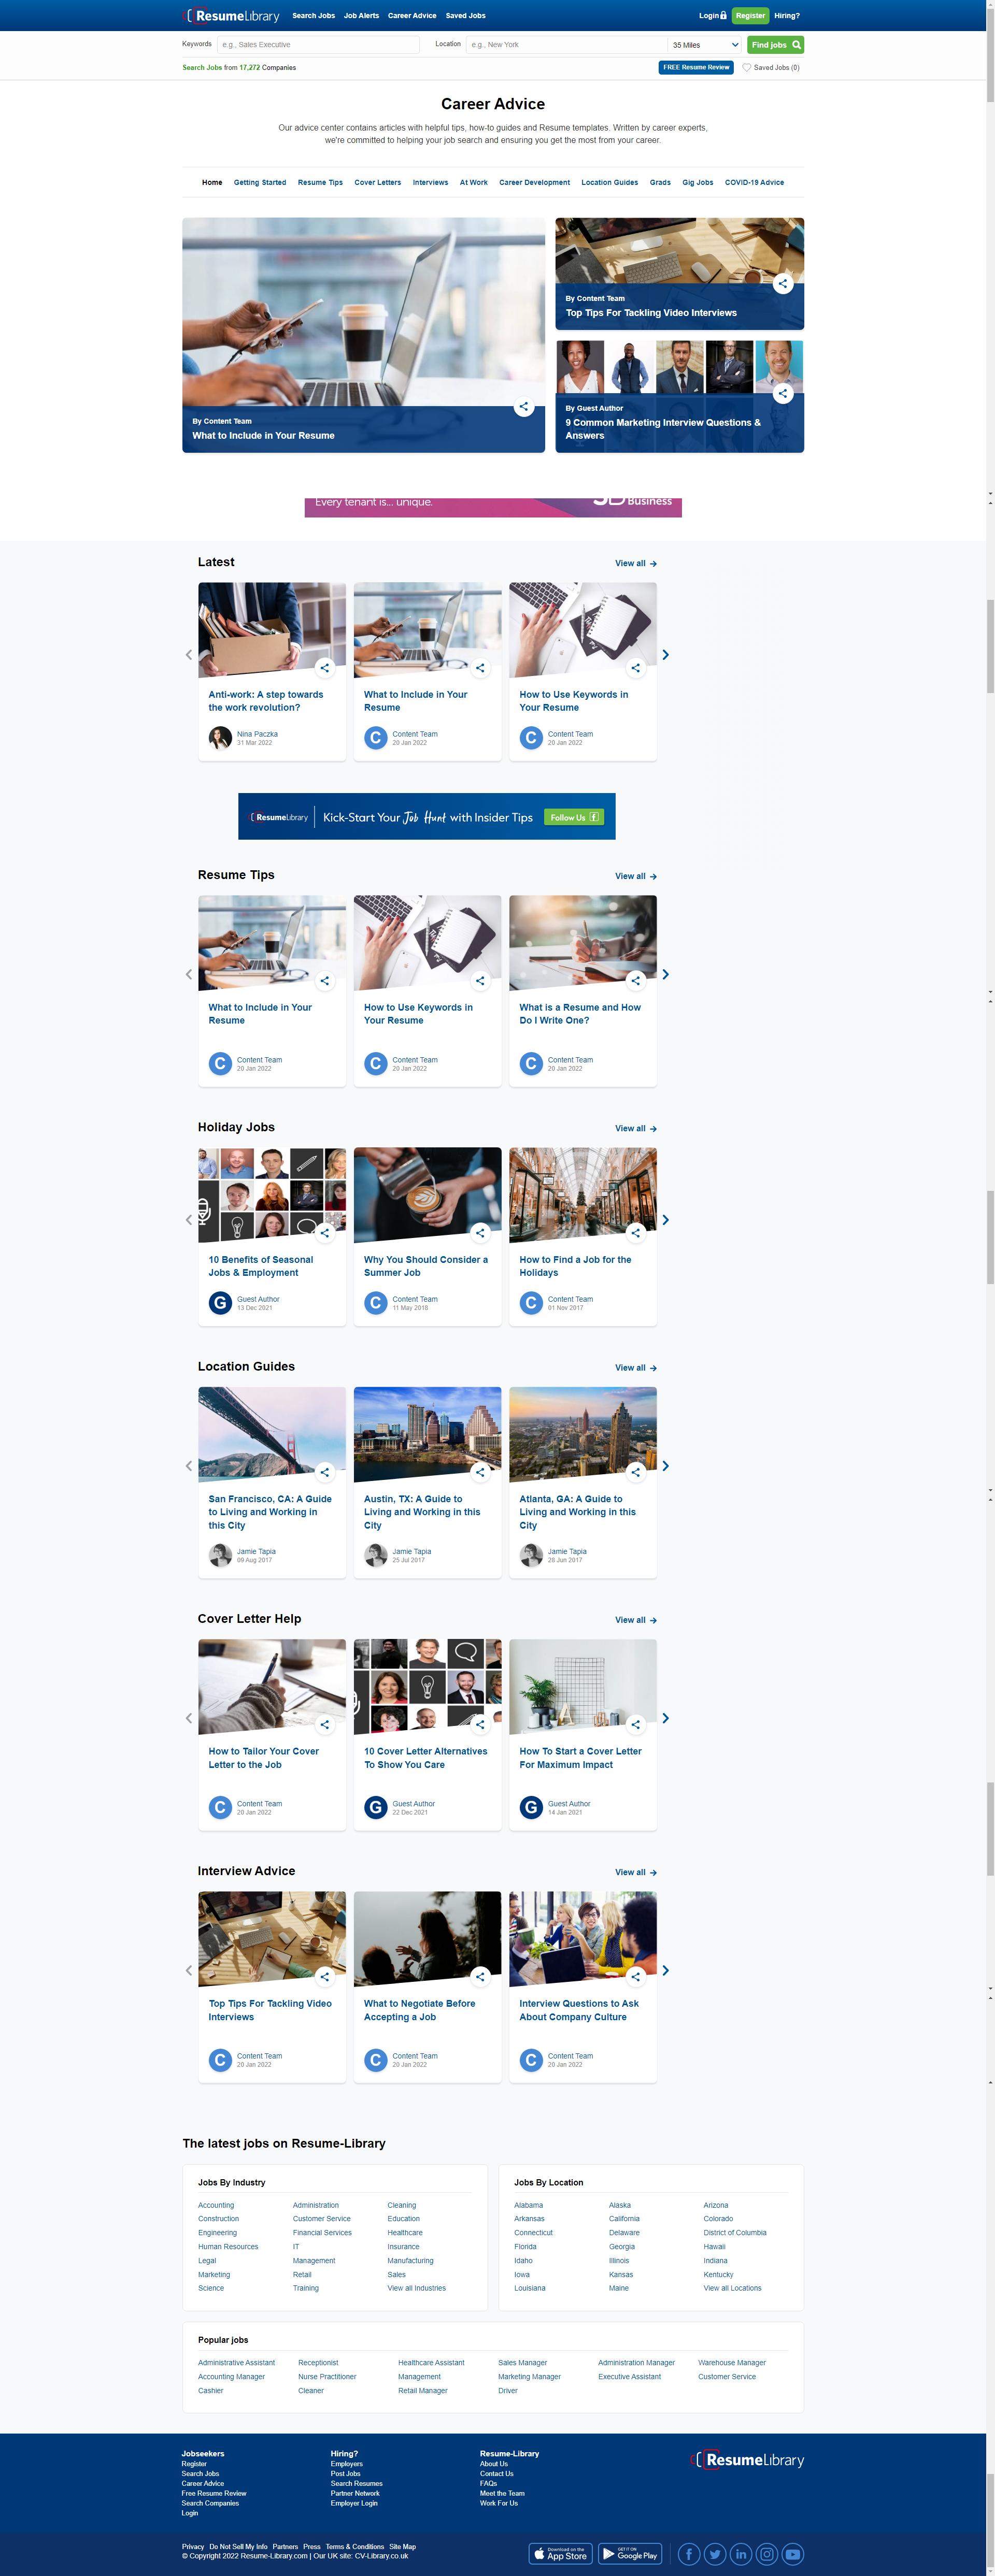 ResumeLibrary
Search Jobs Job Alerts Career Advice Saved Jobs
Login Register Hiring?
Keywords e.g., Sales Executive Location e.g., New York 35 Miles Find jobs
Search Jobs from 17,272 Companies
FREE Resume Review Saved Jobs (0)
Career Advice
Our advice center contains articles with helpful tips, how-to guides and Resume templates. Written by career experts,
we're committed to helping your job search and ensuring you get the most from your career.
Home Getting Started Resume Tips Cover Letters Interviews At Work Career Development Location Guides Grads Gig Jobs COVID-19 Advice
By Content Team
What to Include in Your Resume
By Content Team
Top Tips For Tackling Video Interviews
By Guest Author
9 Common Marketing Interview Questions &
Answers
Every tenant is... unique.
Business
Latest
View all
Anti-work: A step towards
the work revolution?
Nina Paczka
31 Mar 2022
What to Include in Your
Resume
C
Content Team
20 Jan 2022
How to Use Keywords in
Your Resume
C
Content Team
20 Jan 2022
ResumeLibrary
Kick-Start Your Job Hunt with Insider Tips
Follow Us f
Resume Tips
View all
What to Include in Your
Resume
C
Content Team
20 Jan 2022
How to Use Keywords in
Your Resume
C
Content Team
20 Jan 2022
What is a Resume and How
Do I Write One?
C
Content Team
20 Jan 2022
Holiday Jobs
View all
10 Benefits of Seasonal
Jobs & Employment
G
Guest Author
13 Dec 2021
Why You Should Consider a
Summer Job
C
Content Team
11 May 2018
How to Find a Job for the
Holidays
C
Content Team
01 Nov 2017
Location Guides
View all
San Francisco, CA: A Guide
to Living and Working in
this City
Jamie Tapia
09 Aug 2017
Austin, TX: A Guide to
Living and Working in this
City
Jamie Tapia
25 Jul 2017
Atlanta, GA: A Guide to
Living and Working in this
City
Jamie Tapia
28 Jun 2017
Cover Letter Help
View all
How to Tailor Your Cover
Letter to the Job
C
Content Team
20 Jan 2022
10 Cover Letter Alternatives
To Show You Care
G
Guest Author
22 Dec 2021
How To Start a Cover Letter
For Maximum Impact
G
Guest Author
14 Jan 2021
Interview Advice
View all
Top Tips For Tackling Video
Interviews
C
Content Team
20 Jan 2022
What to Negotiate Before
Accepting a Job
C
Content Team
20 Jan 2022
Interview Questions to Ask
About Company Culture
C
Content Team
20 Jan 2022
The latest jobs on Resume-Library
Jobs By Industry
Accounting Administration Cleaning
Construction Customer Service Education
Engineering Financial Services Healthcare
Human Resources IT Insurance
Legal Management Manufacturing
Marketing Retail Sales
Science Training View all Industries
Jobs By Location
Alabama Alaska Arizona
Arkansas California Colorado
Connecticut Delaware District of Columbia
Florida Georgia Hawaii
Idaho Illinois Indiana
Iowa Kansas Kentucky
Louisiana Maine View all Locations
Popular jobs
Administrative Assistant Receptionist Healthcare Assistant Sales Manager Administration Manager Warehouse Manager
Accounting Manager Nurse Practitioner Management Marketing Manager Executive Assistant Customer Service
Cashier Cleaner Retail Manager Driver
Jobseekers
Register
Search Jobs
Career Advice
Free Resume Review
Search Companies
Login
Hiring?
Employers
Post Jobs
Search Resumes
Partner Network
Employer Login
Resume-Library
About Us
Contact Us
FAQs
Meet the Team
Work For Us
ResumeLibrary
Privacy Do Not Sell My Info Partners Press Terms & Conditions Site Map
© Copyright 2022 Resume-Library.com | Our UK site: CV-Library.co.uk
Download on the
App Store
GET IT ON
Google Play